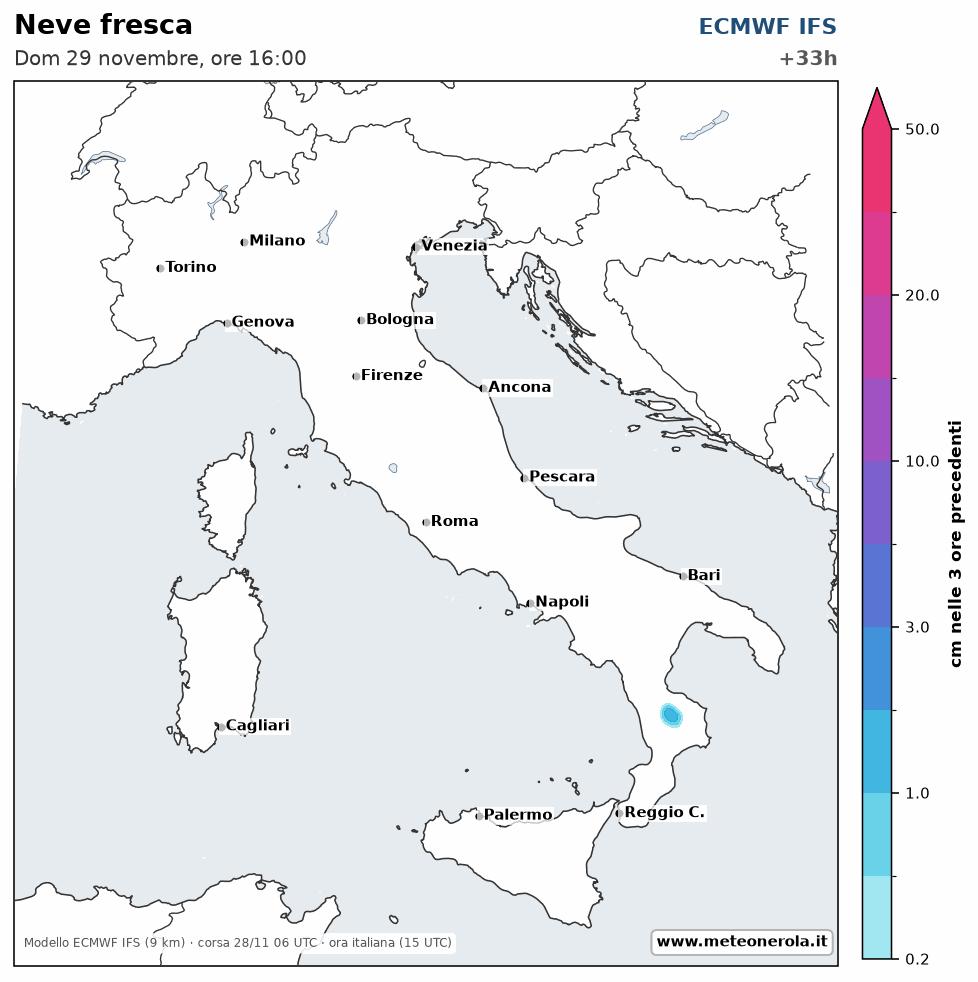 Neve fresca
ECMWF IFS
Dom 29 novembre, ore 16:00
+33h
50.0
20.0
10.0
3.0
1.0
0.2
cm nelle 3 ore precedenti
Milano
Venezia
Torino
Genova
Bologna
Firenze
Ancona
Pescara
Roma
Bari
Napoli
Cagliari
Palermo
Reggio C.
Modello ECMWF IFS (9 km) · corsa 28/11 06 UTC · ora italiana (15 UTC)
www.meteonerola.it